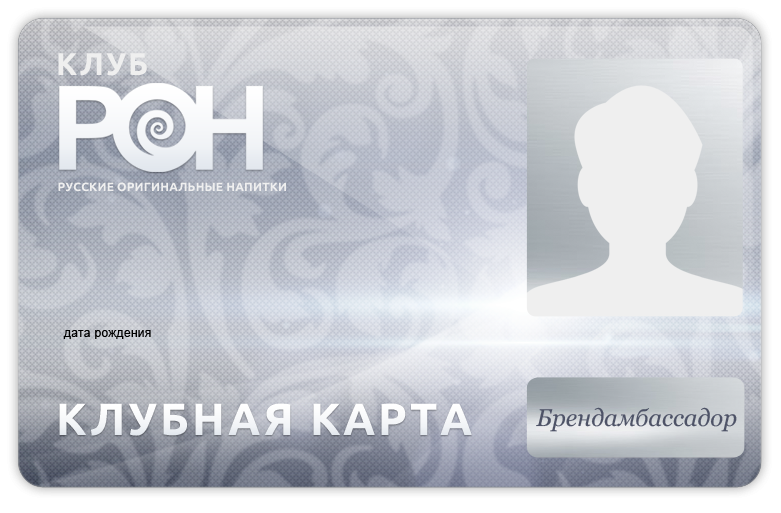 КЛУБ
РОН
РУССКИЕ ОРИГИНАЛЬНЫЕ НАПИТКИ
дата рождения
КЛУБНАЯ КАРТА
Брендамбассадор